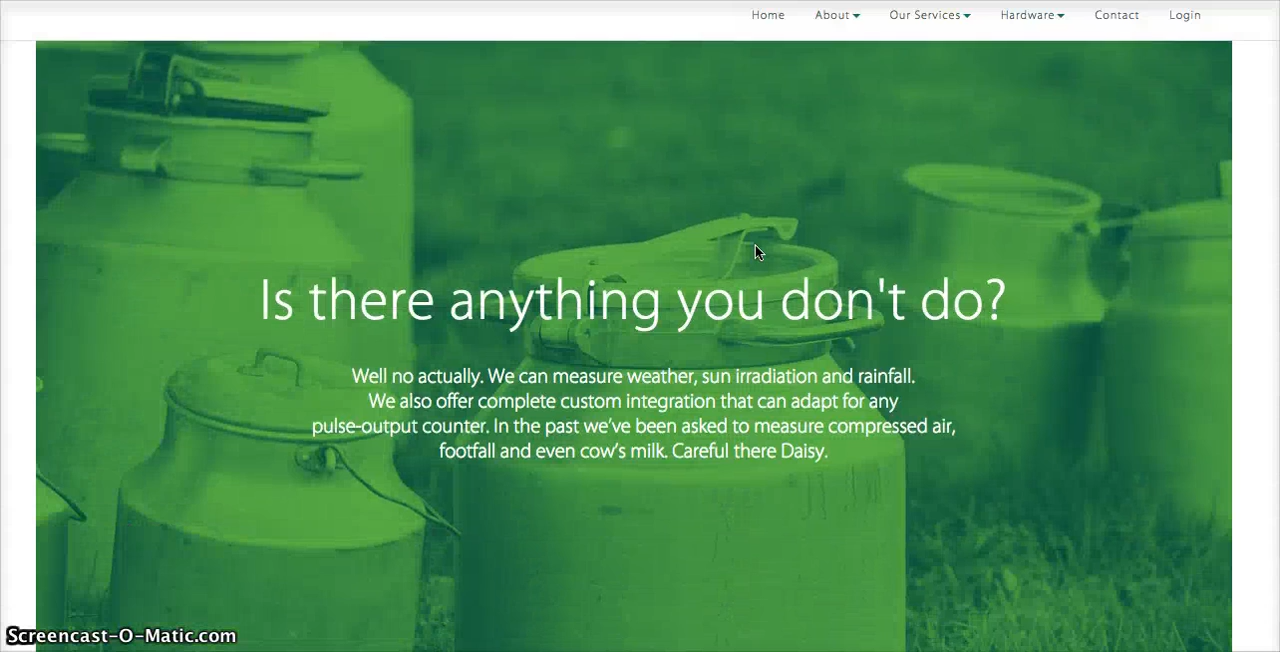 Home About Our Services Hardware Contact Login
Is there anything you don't do?
Well no actually. We can measure weather, sun irradiation and rainfall.
We also offer complete custom integration that can adapt for any
pulse-output counter. In the past we’ve been asked to measure compressed air,
footfall and even cow’s milk. Careful there Daisy.
Screencast-O-Matic.com